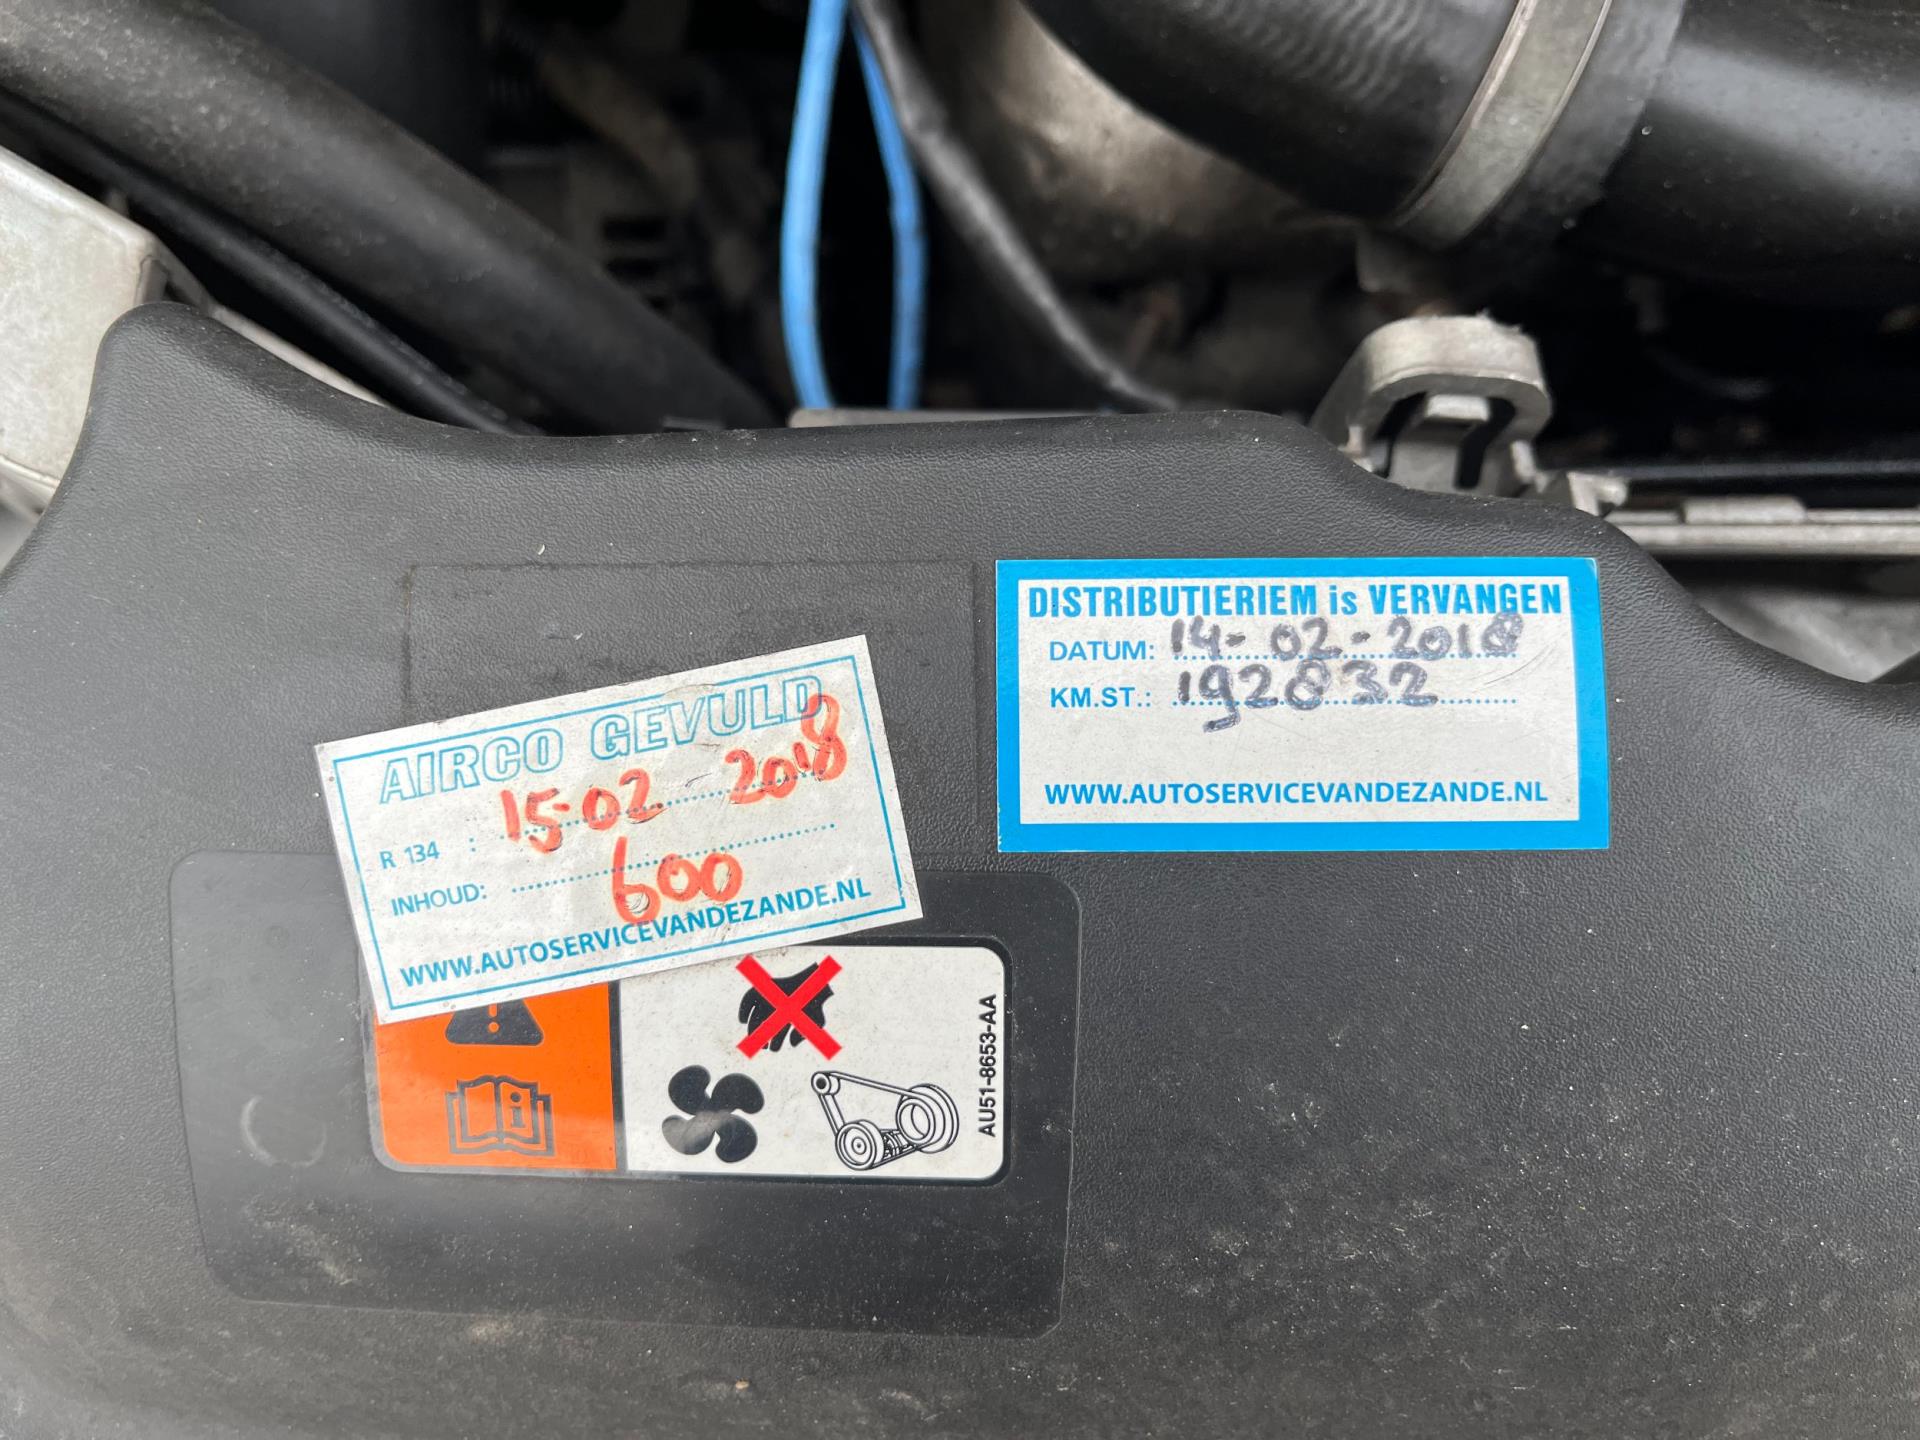 DISTRIBUTIERIEM is VERVANGEN
DATUM: 14-02-2018
KM.ST.: 192832
WWW.AUTOSERVICEVANDEZANDE.NL
AIRCO GEVULD
R 134 : 15-02-2018
INHOUD: 600
WWW.AUTOSERVICEVANDEZANDE.NL
AU51-8653-AA